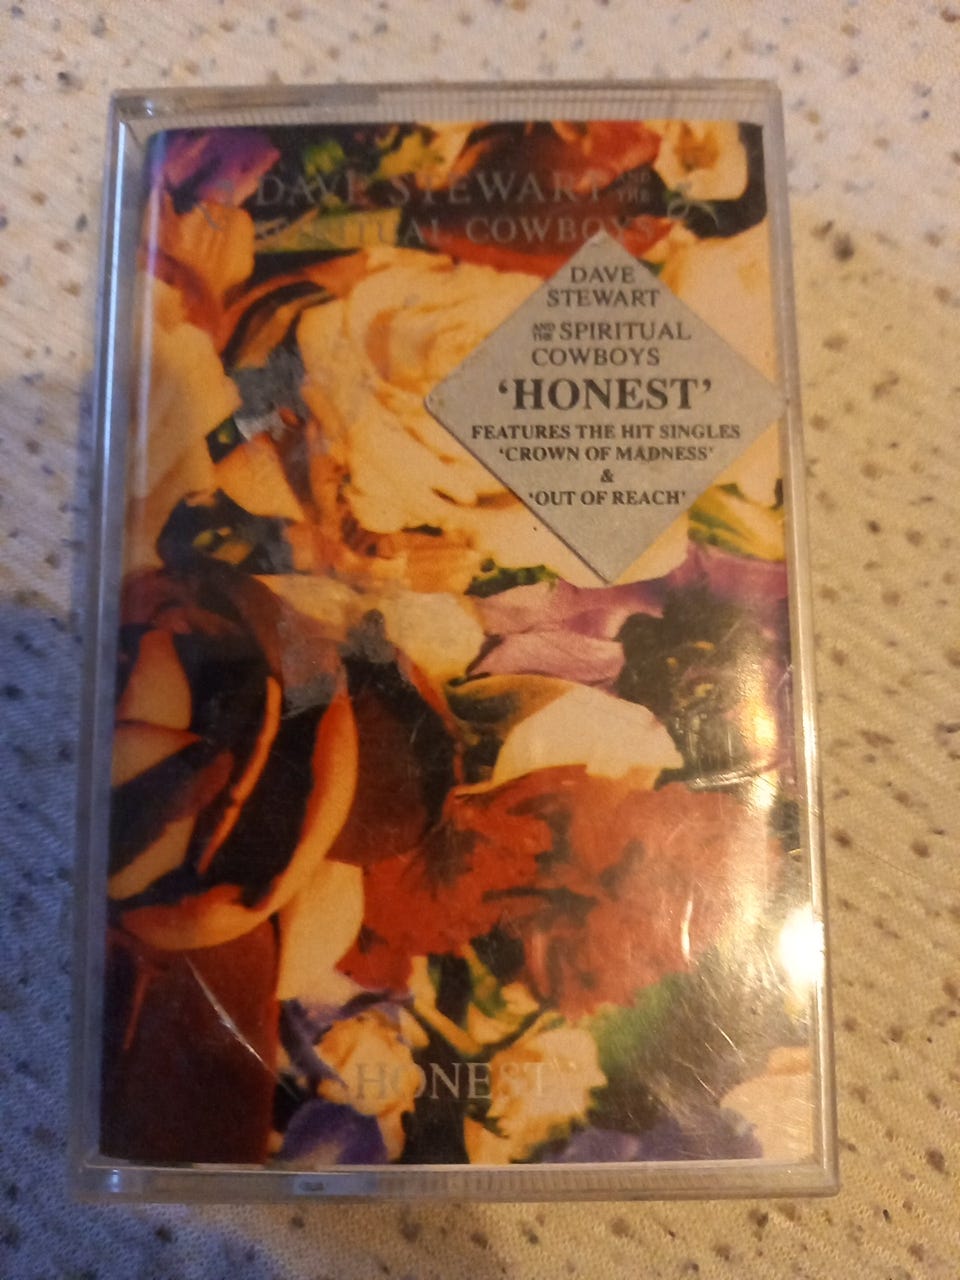 DAVE STEWART AND THE
SPIRITUAL COWBOYS
DAVE
STEWART
AND THE SPIRITUAL
COWBOYS
‘HONEST’
FEATURES THE HIT SINGLES
‘CROWN OF MADNESS’
&
‘OUT OF REACH’
HONEST